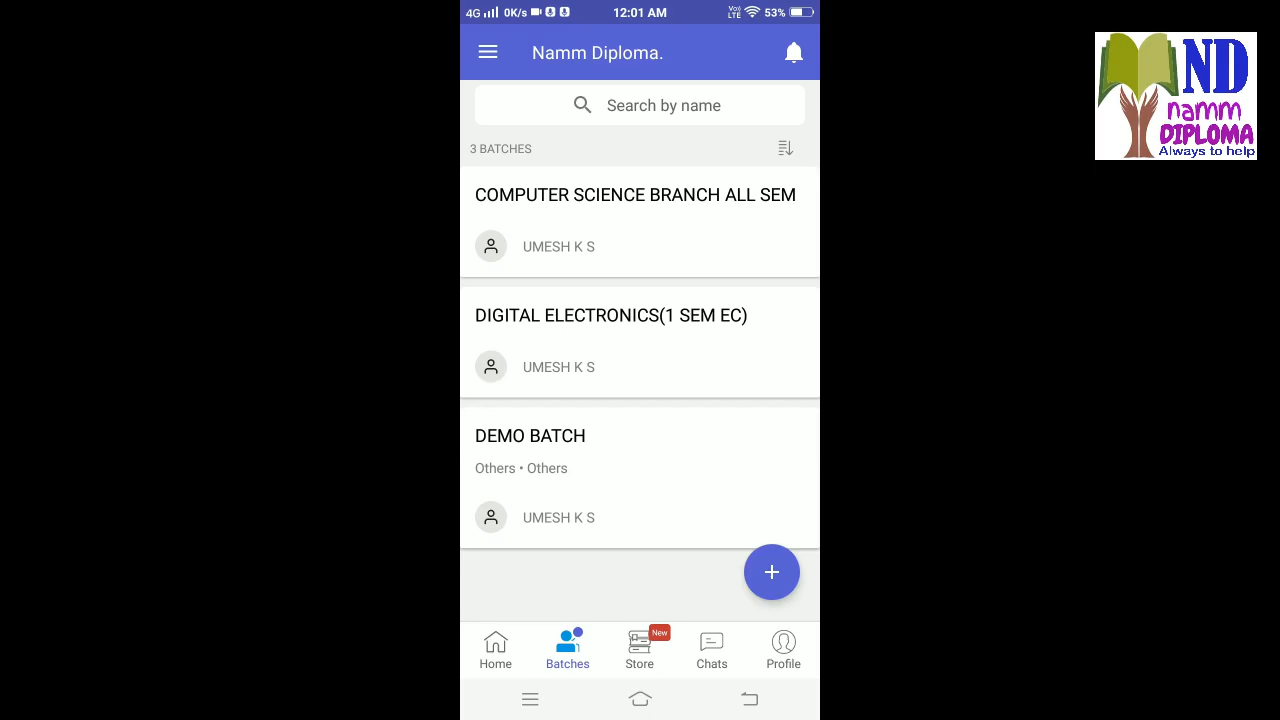 4G 0K/s 12:01 AM Vo) LTE 53%
Namm Diploma.
Search by name
3 BATCHES
COMPUTER SCIENCE BRANCH ALL SEM
UMESH K S
DIGITAL ELECTRONICS(1 SEM EC)
UMESH K S
DEMO BATCH
Others • Others
UMESH K S
New
Home Batches Store Chats Profile
ND
namm
DIPLOMA
Always to help